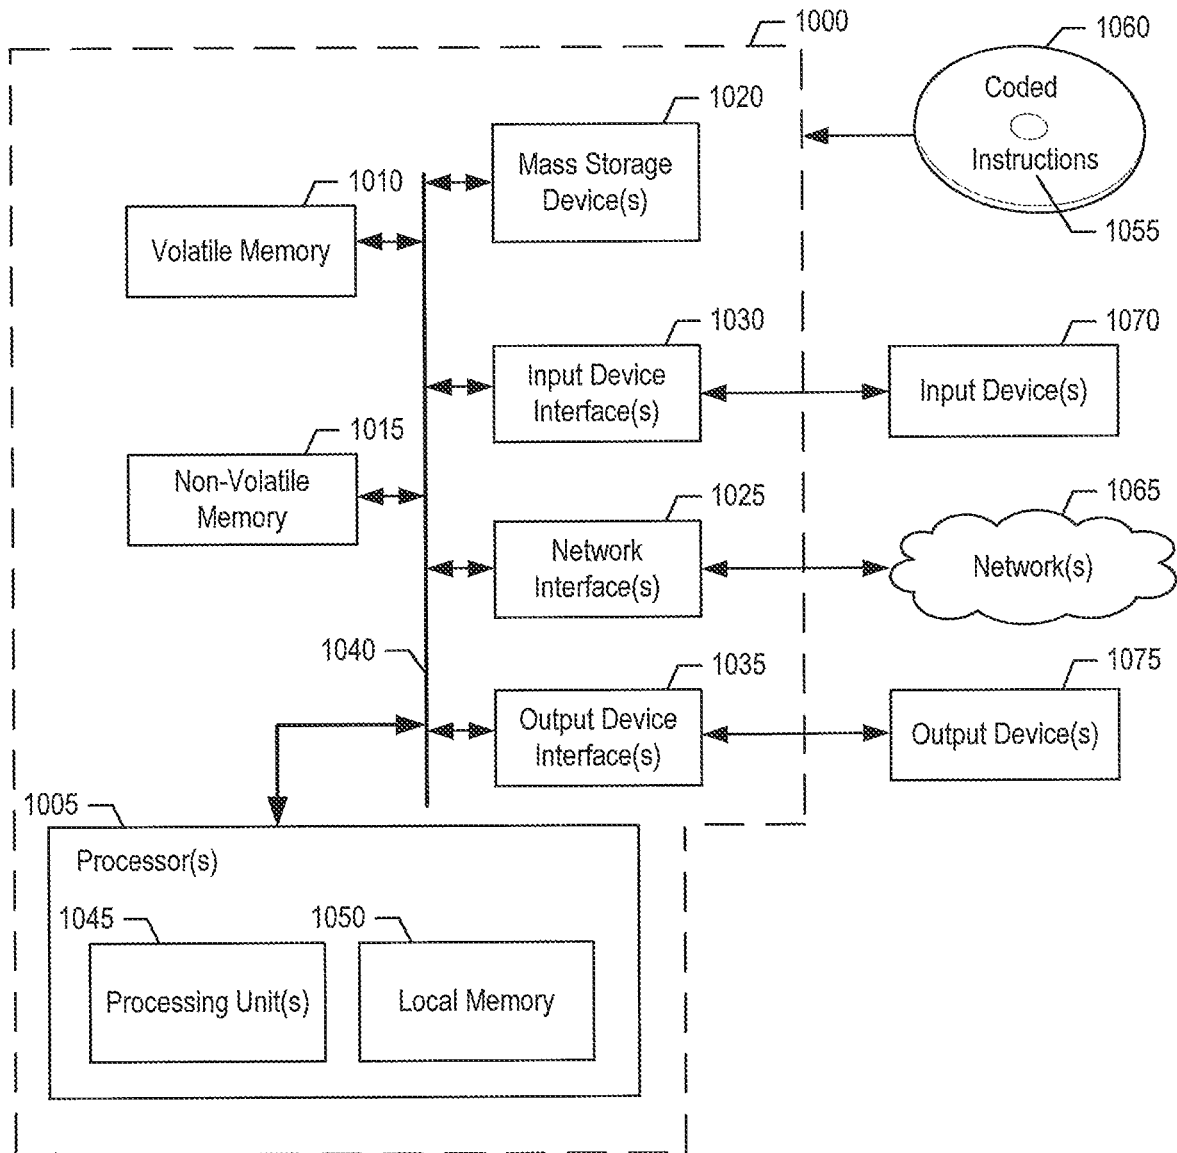 1000
1060
Coded
Instructions
1055
1020
Mass Storage
Device(s)
1010
Volatile Memory
1030
Input Device
Interface(s)
1070
Input Device(s)
1015
Non-Volatile
Memory
1025
Network
Interface(s)
1065
Network(s)
1040
1035
Output Device
Interface(s)
1075
Output Device(s)
1005
Processor(s)
1045
Processing Unit(s)
1050
Local Memory